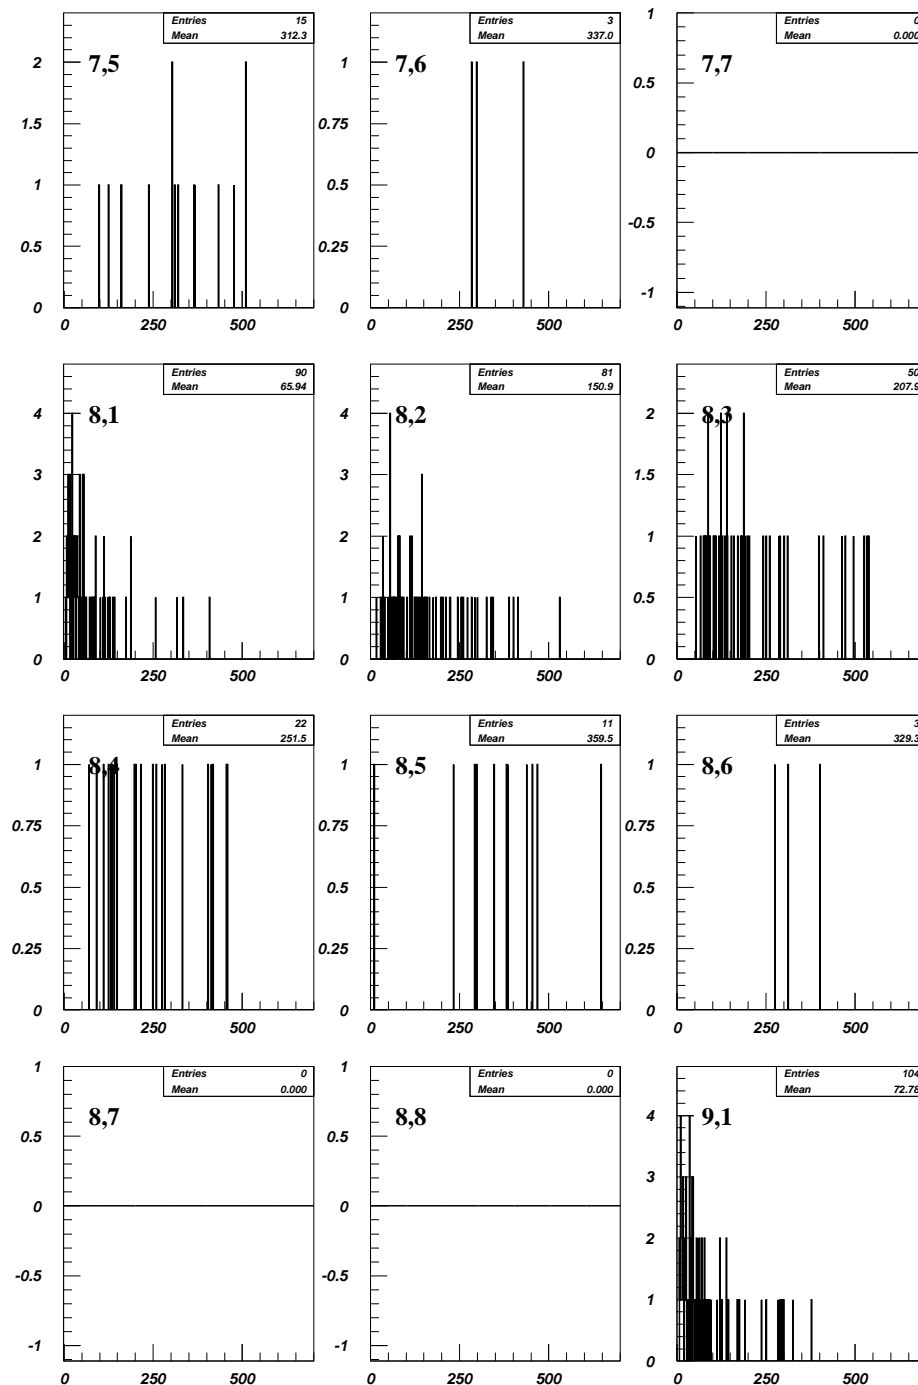 Entries 15
Mean 312.3
7,5
2
1.5
1
0.5
0
0 250 500
Entries 3
Mean 337.0
7,6
1
0.75
0.5
0.25
0
0 250 500
Entries 0
Mean 0.000
7,7
1
0.5
0
-0.5
-1
0 250 500
Entries 90
Mean 65.94
8,1
4
3
2
1
0
0 250 500
Entries 81
Mean 150.9
8,2
4
3
2
1
0
0 250 500
Entries 50
Mean 207.9
8,3
2
1.5
1
0.5
0
0 250 500
Entries 22
Mean 251.5
8,4
1
0.75
0.5
0.25
0
0 250 500
Entries 11
Mean 359.5
8,5
1
0.75
0.5
0.25
0
0 250 500
Entries 3
Mean 329.3
8,6
1
0.75
0.5
0.25
0
0 250 500
Entries 0
Mean 0.000
8,7
1
0.5
0
-0.5
-1
0 250 500
Entries 0
Mean 0.000
8,8
1
0.5
0
-0.5
-1
0 250 500
Entries 104
Mean 72.78
9,1
4
3
2
1
0
0 250 500